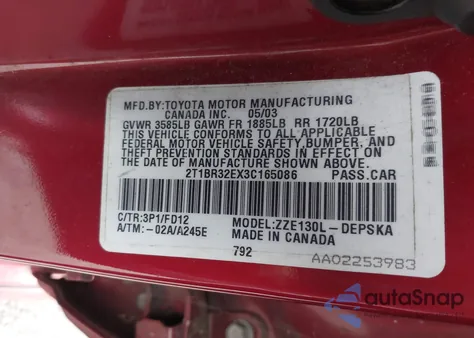 MFD.BY:TOYOTA MOTOR MANUFACTURING
CANADA INC. 05/03
GVWR 3585LB GAWR FR 1885LB RR 1720LB
THIS VEHICLE CONFORMS TO ALL APPLICABLE
FEDERAL MOTOR VEHICLE SAFETY,BUMPER, AND
THEFT PREVENTION STANDARDS IN EFFECT ON THE
DATE OF MANUFACTURE SHOWN ABOVE.
2T1BR32EX3C165086 PASS.CAR
C/TR:3P1/FD12 MODEL:ZZE130L-DEPSKA
A/TM:-02A/A245E MADE IN CANADA
792
AA02253983
autoSnap
powered by